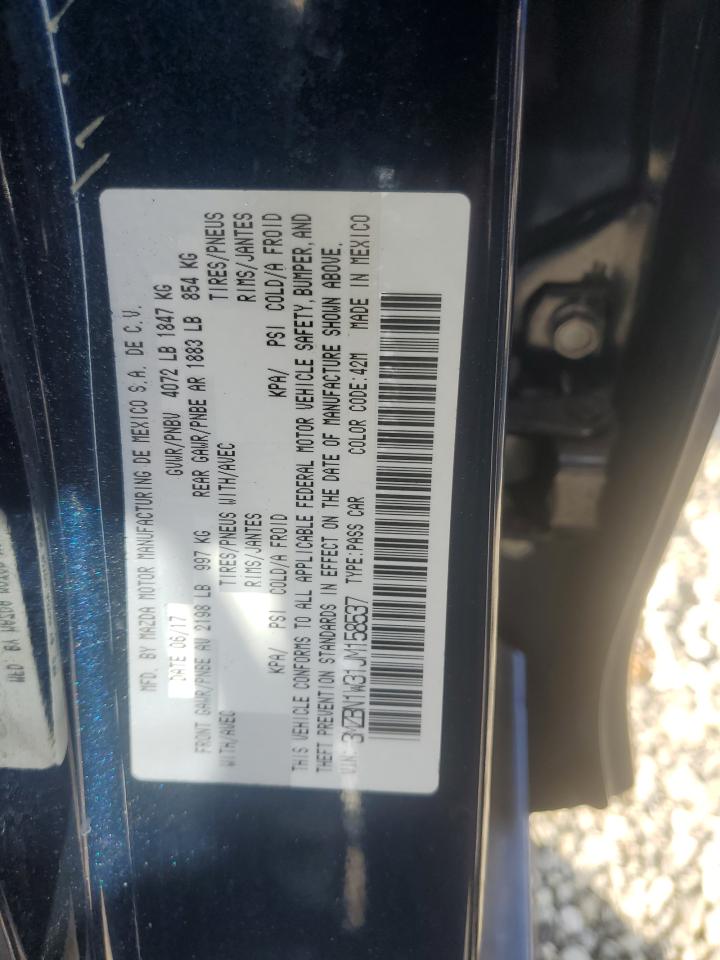 MFD. BY MAZDA MOTOR MANUFACTURING DE MEXICO S.A. DE C.V.
DATE 06/17 GVWR/PNBV 4072 LB 1847 KG
FRONT GAWR/PNBE AV 2198 LB 997 KG REAR GAWR/PNBE AR 1883 LB 854 KG
WITH/AVEC TIRES/PNEUS WITH/AVEC TIRES/PNEUS
RIMS/JANTES RIMS/JANTES
KPA/ PSI COLD/A FROID KPA/ PSI COLD/A FROID
THIS VEHICLE CONFORMS TO ALL APPLICABLE FEDERAL MOTOR VEHICLE SAFETY, BUMPER, AND
THEFT PREVENTION STANDARDS IN EFFECT ON THE DATE OF MANUFACTURE SHOWN ABOVE.
VIN: 3MZBN1W31JM158537 TYPE:PASS CAR COLOR CODE:42M MADE IN MEXICO